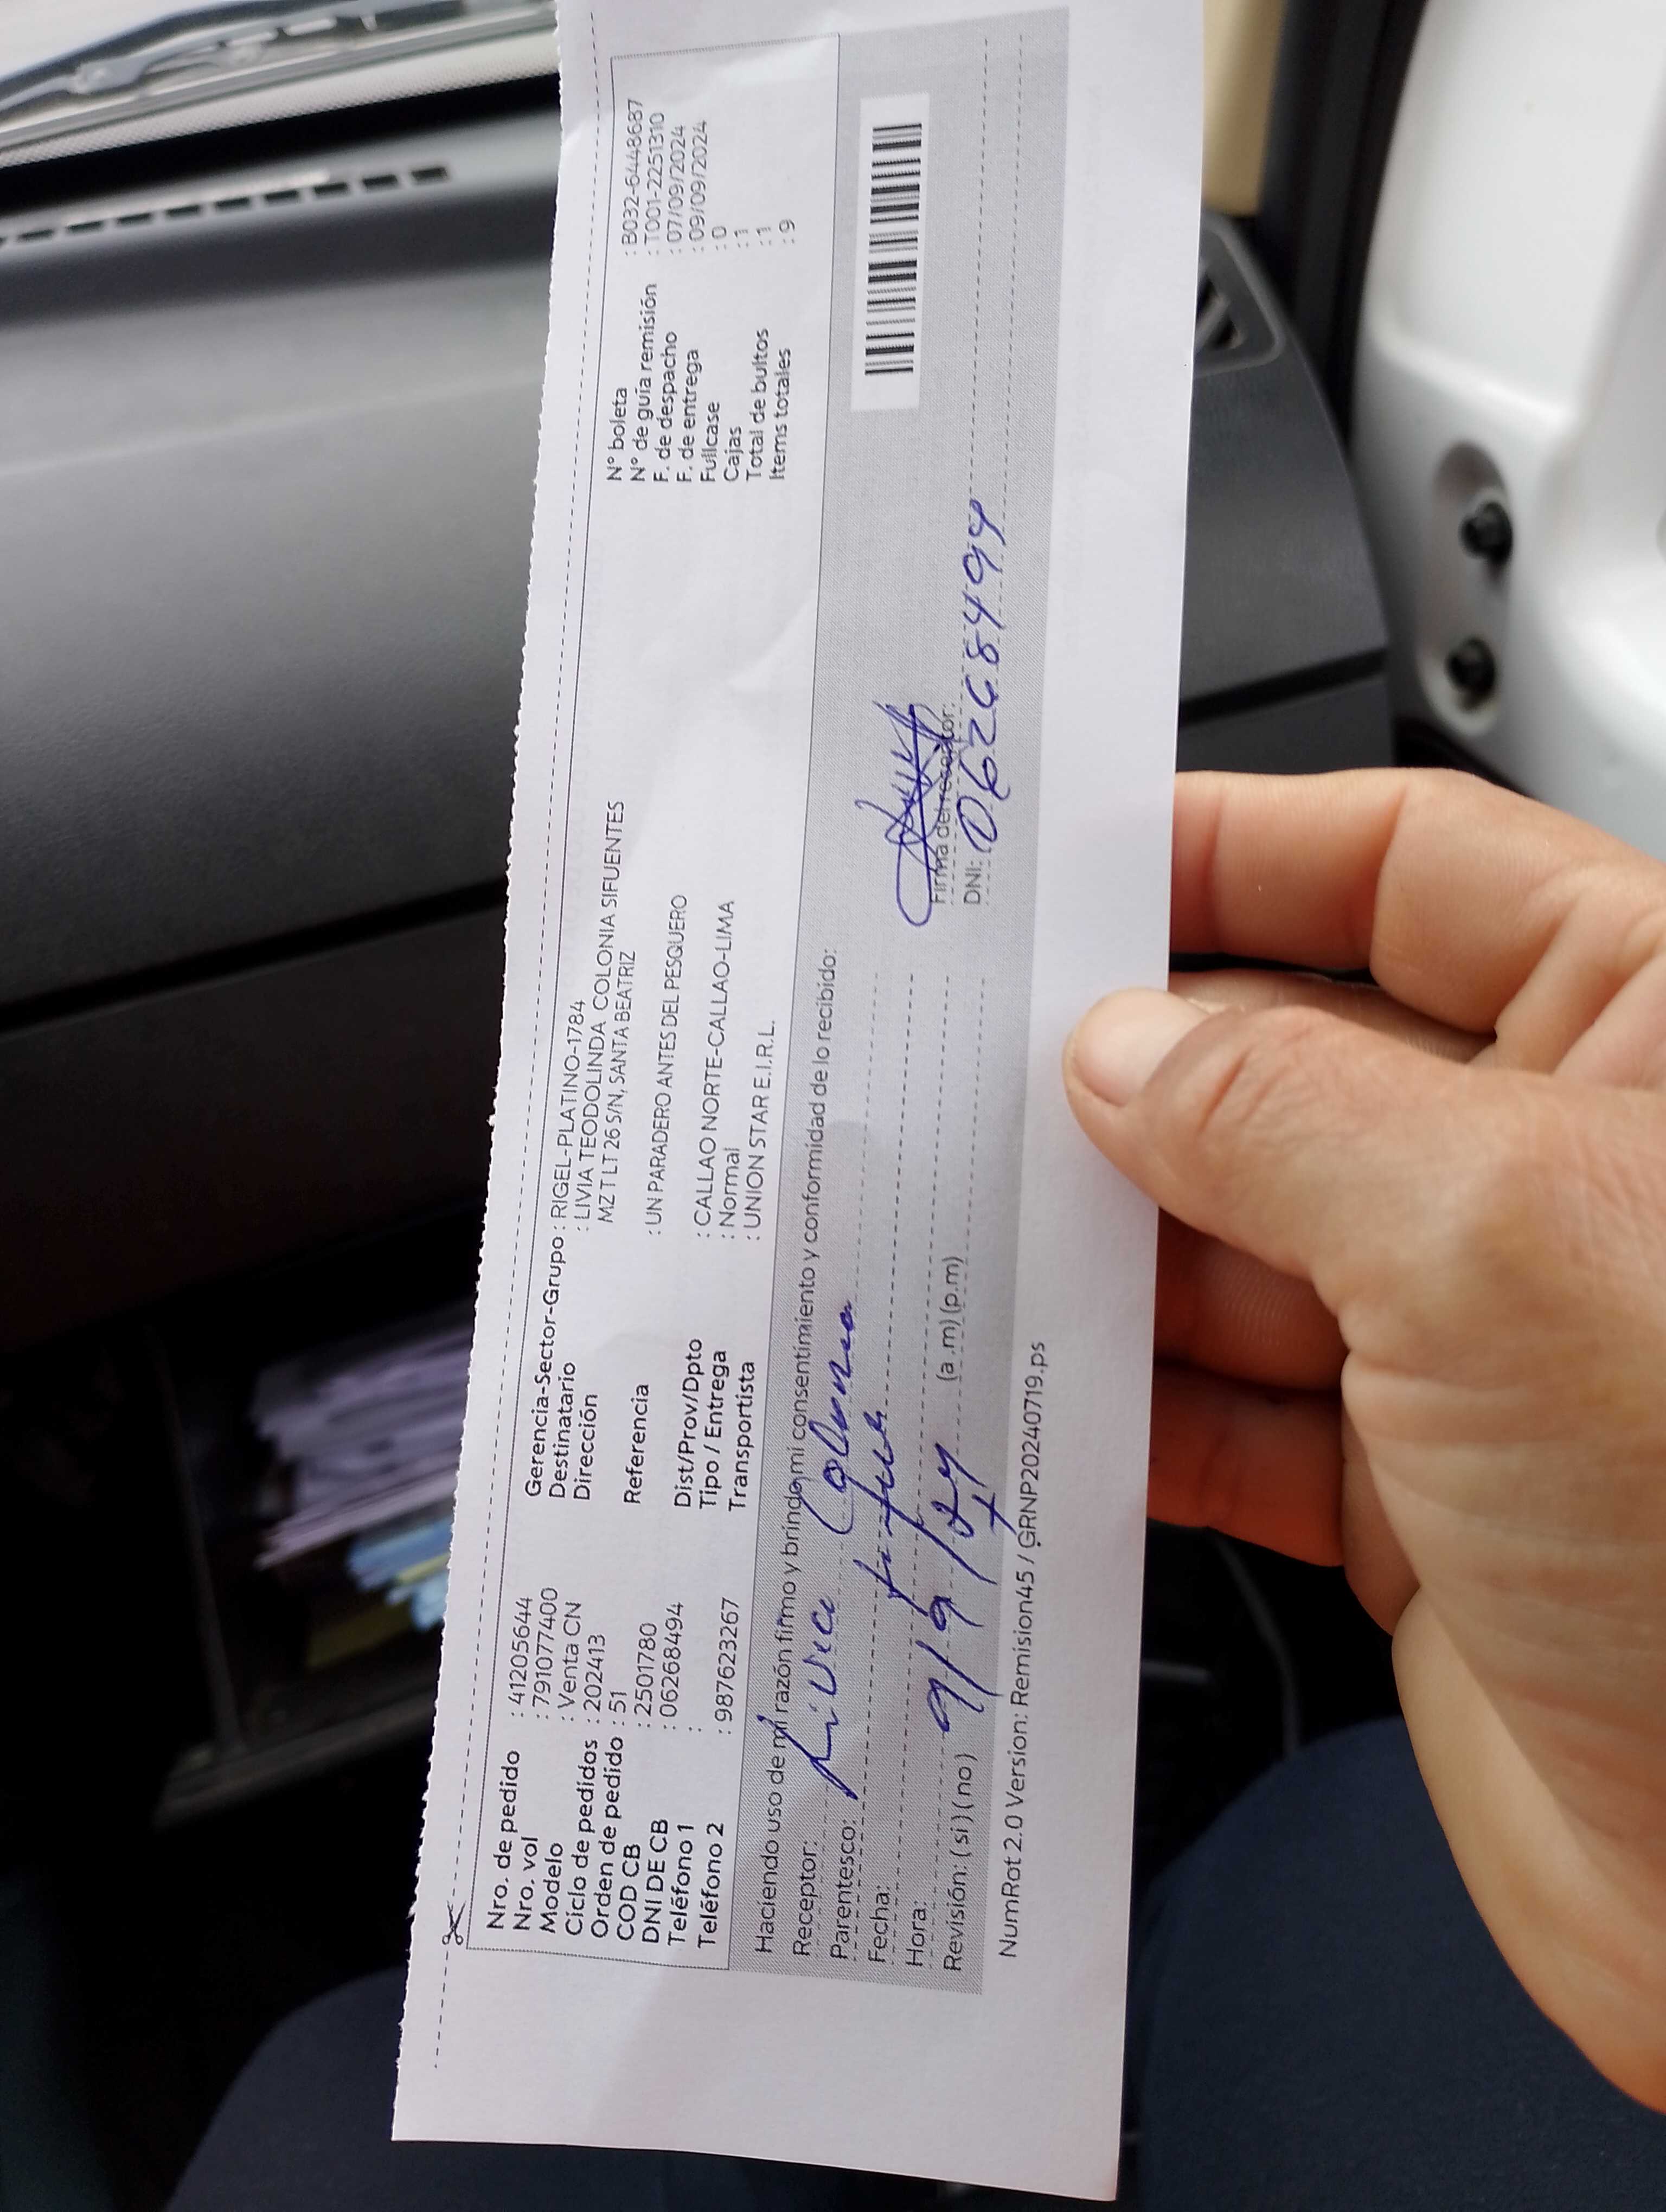 Nro. de pedido : 41205644
Nro. vol : 791077400
Modelo : Venta CN
Ciclo de pedidos : 202413
Orden de pedido : 51
COD CB : 2501780
DNI DE CB : 06268494
Teléfono 1 :
Teléfono 2 : 987623267
Gerencia-Sector-Grupo : RIGEL-PLATINO-1784
Destinatario : LIVIA TEODOLINDA COLONIA SIFUENTES
Dirección MZ T LT 26 S/N, SANTA BEATRIZ
Referencia : UN PARADERO ANTES DEL PESQUERO
Dist/Prov/Dpto : CALLAO NORTE-CALLAO-LIMA
Tipo / Entrega : Normal
Transportista : UNION STAR E.I.R.L.
N° boleta : B032-6448687
N° de guía remisión : T001-2251310
F. de despacho : 07/09/2024
F. de entrega : 09/09/2024
Fullcase : 0
Cajas : 1
Total de bultos : 1
Items totales : 9
Haciendo uso de mi razón firmo y brindo mi consentimiento y conformidad de lo recibido:
Receptor: Livia Colonia
Parentesco:
Fecha:
Hora: 9/9/24
Revisión: (si) (no) (a.m) (p.m)
Firma del receptor:
DNI: 06268494
NumRot 2.0 Version: Remision45 / GRNP20240719.ps